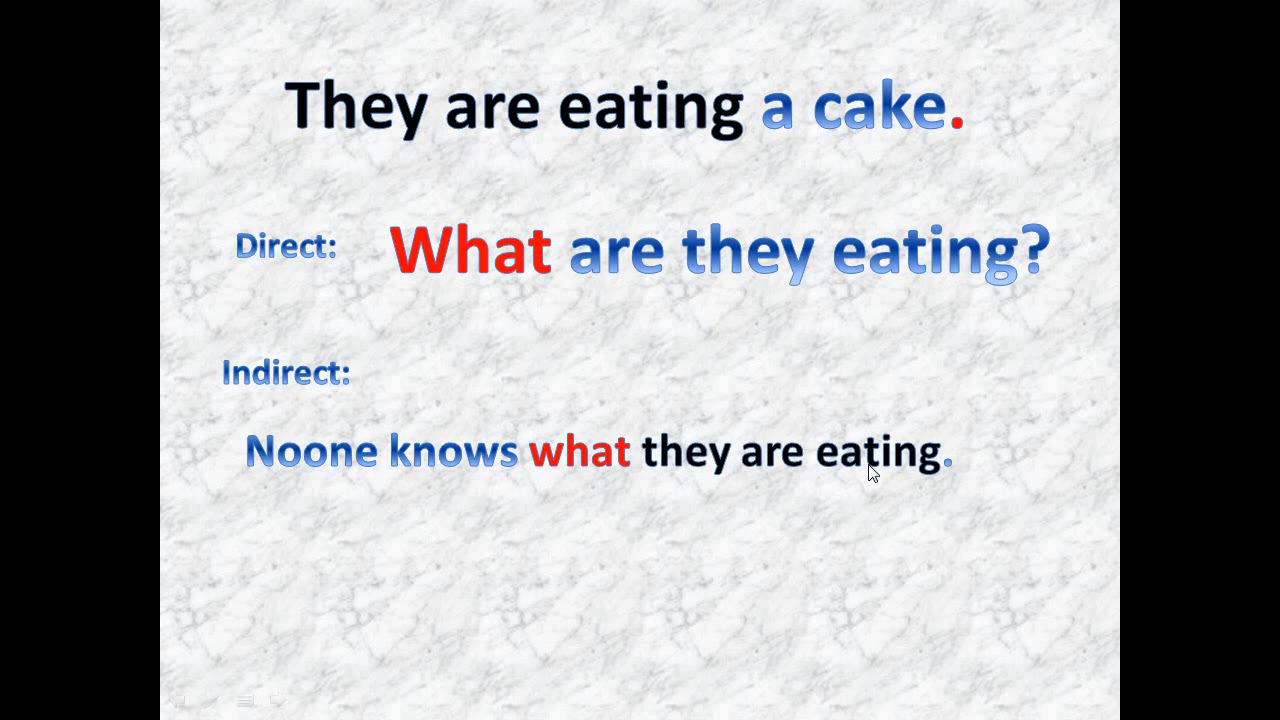 They are eating a cake.
Direct: What are they eating?
Indirect:
Noone knows what they are eating.